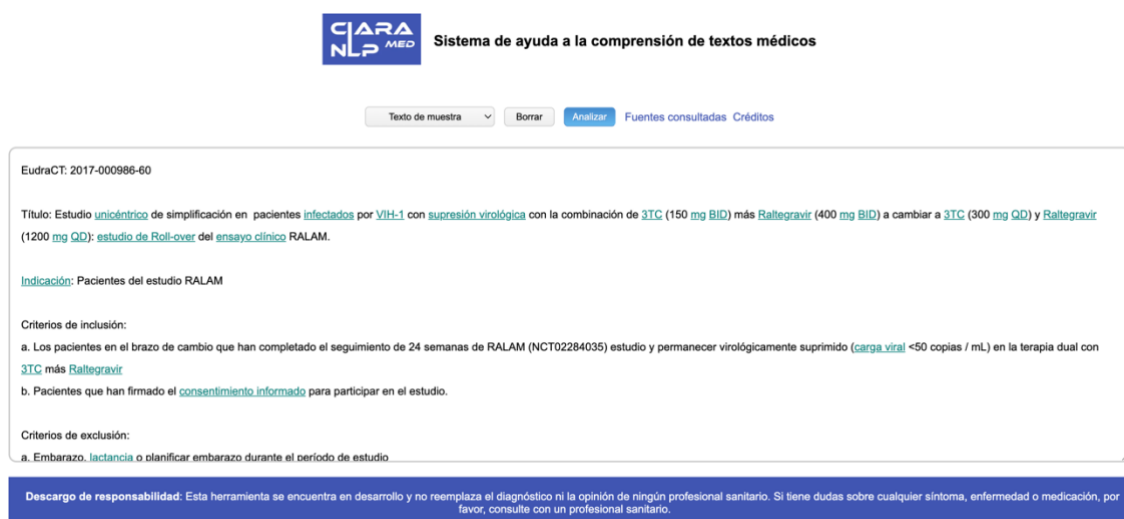 CLARA
NLP MED
Sistema de ayuda a la comprensión de textos médicos
Texto de muestra Borrar Analizar Fuentes consultadas Créditos
EudraCT: 2017-000986-60
Título: Estudio unicéntrico de simplificación en pacientes infectados por VIH-1 con supresión virológica con la combinación de 3TC (150 mg BID) más Raltegravir (400 mg BID) a cambiar a 3TC (300 mg QD) y Raltegravir
(1200 mg QD): estudio de Roll-over del ensayo clínico RALAM.
Indicación: Pacientes del estudio RALAM
Criterios de inclusión:
a. Los pacientes en el brazo de cambio que han completado el seguimiento de 24 semanas de RALAM (NCT02284035) estudio y permanecer virológicamente suprimido (carga viral <50 copias / mL) en la terapia dual con
3TC más Raltegravir
b. Pacientes que han firmado el consentimiento informado para participar en el estudio.
Criterios de exclusión:
a. Embarazo, lactancia o planificar embarazo durante el período de estudio
Descargo de responsabilidad: Esta herramienta se encuentra en desarrollo y no reemplaza el diagnóstico ni la opinión de ningún profesional sanitario. Si tiene dudas sobre cualquier síntoma, enfermedad o medicación, por
favor, consulte con un profesional sanitario.